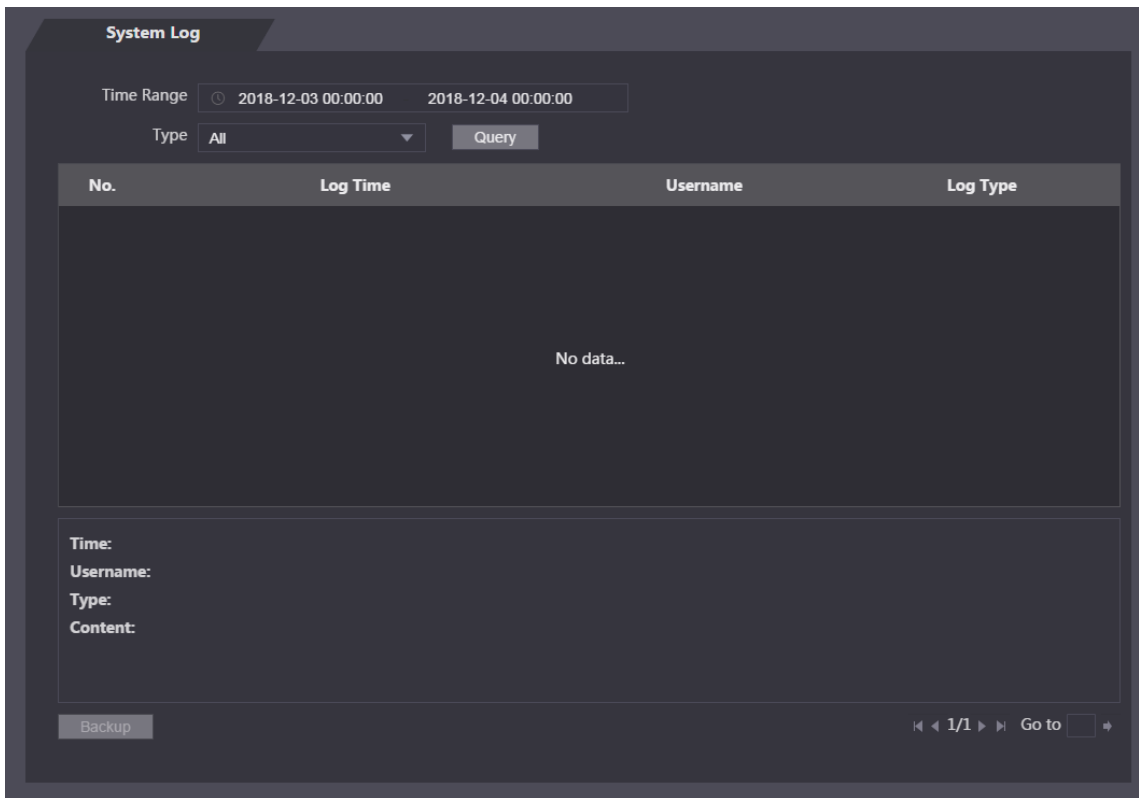 System Log
Time Range 2018-12-03 00:00:00 2018-12-04 00:00:00
Type All Query
No. Log Time Username Log Type
No data...
Time:
Username:
Type:
Content:
Backup 1/1 Go to